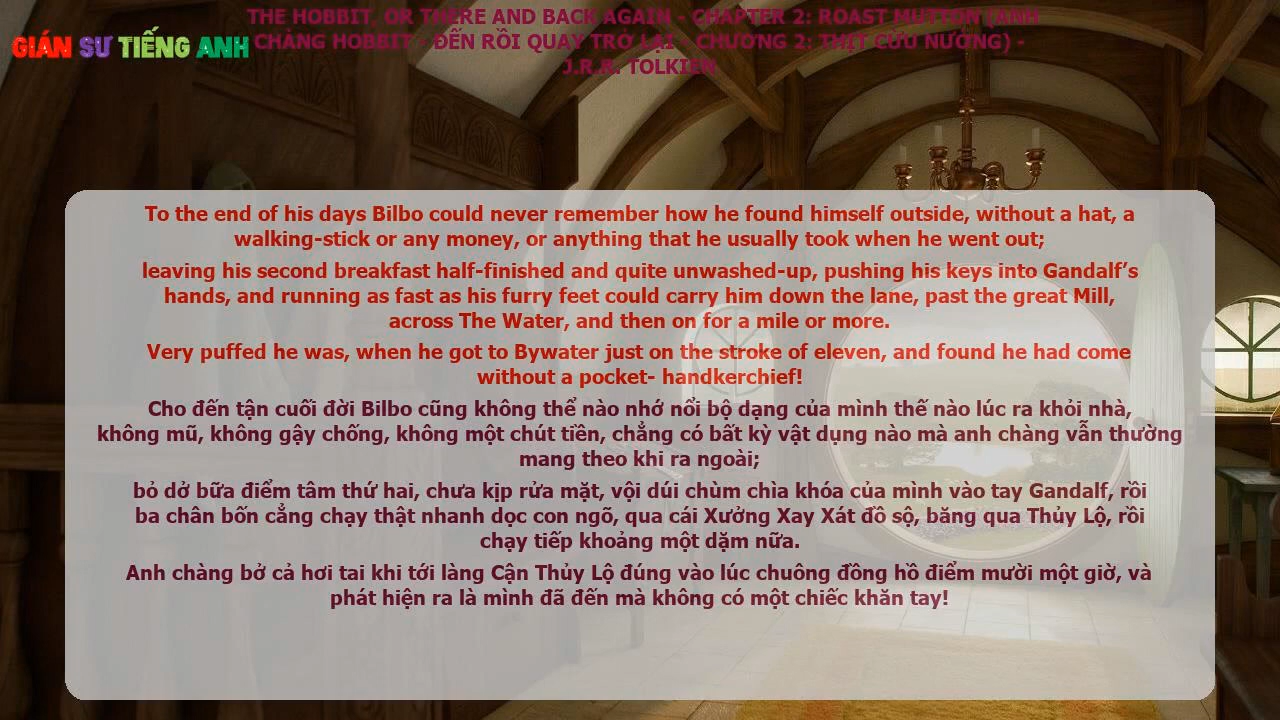 THE HOBBIT, OR THERE AND BACK AGAIN - CHAPTER 2: ROAST MUTTON (ANH
CHÀNG HOBBIT - ĐẾN RỒI QUAY TRỞ LẠI - CHƯƠNG 2: THỊT CỪU NƯỚNG) -
J.R.R. TOLKIEN
GIÁN SƯ TIẾNG ANH
To the end of his days Bilbo could never remember how he found himself outside, without a hat, a
walking-stick or any money, or anything that he usually took when he went out;
leaving his second breakfast half-finished and quite unwashed-up, pushing his keys into Gandalf’s
hands, and running as fast as his furry feet could carry him down the lane, past the great Mill,
across The Water, and then on for a mile or more.
Very puffed he was, when he got to Bywater just on the stroke of eleven, and found he had come
without a pocket- handkerchief!
Cho đến tận cuối đời Bilbo cũng không thể nào nhớ nổi bộ dạng của mình thế nào lúc ra khỏi nhà,
không mũ, không gậy chống, không một chút tiền, chẳng có bất kỳ vật dụng nào mà anh chàng vẫn thường
mang theo khi ra ngoài;
bỏ dở bữa điểm tâm thứ hai, chưa kịp rửa mặt, vội dúi chùm chìa khóa của mình vào tay Gandalf, rồi
ba chân bốn cẳng chạy thật nhanh dọc con ngõ, qua cái Xưởng Xay Xát đồ sộ, băng qua Thủy Lộ, rồi
chạy tiếp khoảng một dặm nữa.
Anh chàng bở cả hơi tai khi tới làng Cận Thủy Lộ đúng vào lúc chuông đồng hồ điểm mười một giờ, và
phát hiện ra là mình đã đến mà không có một chiếc khăn tay!